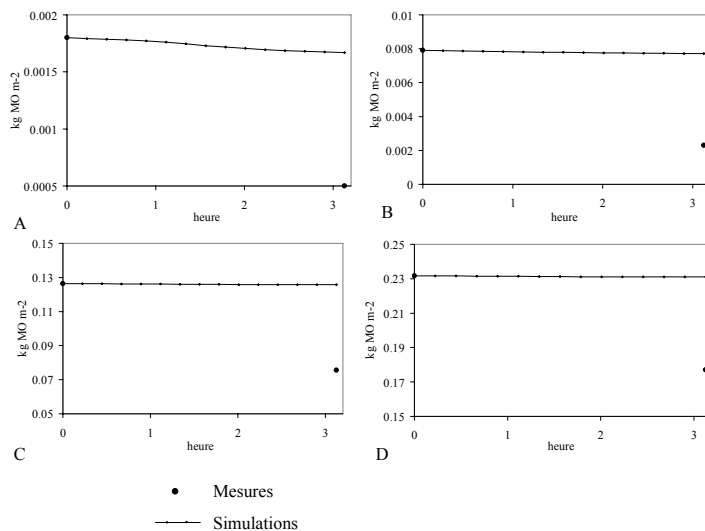 0.002
0.0015
0.001
0.0005
kg MO m-2
0 1 2 3
heure
A
0.01
0.008
0.006
0.004
0.002
0
kg MO m-2
0 1 2 3
heure
B
0.15
0.13
0.11
0.09
0.07
0.05
kg MO m-2
0 1 2 3
heure
C
0.25
0.23
0.21
0.19
0.17
0.15
kg MO m-2
0 1 2 3
heure
D
Mesures
Simulations